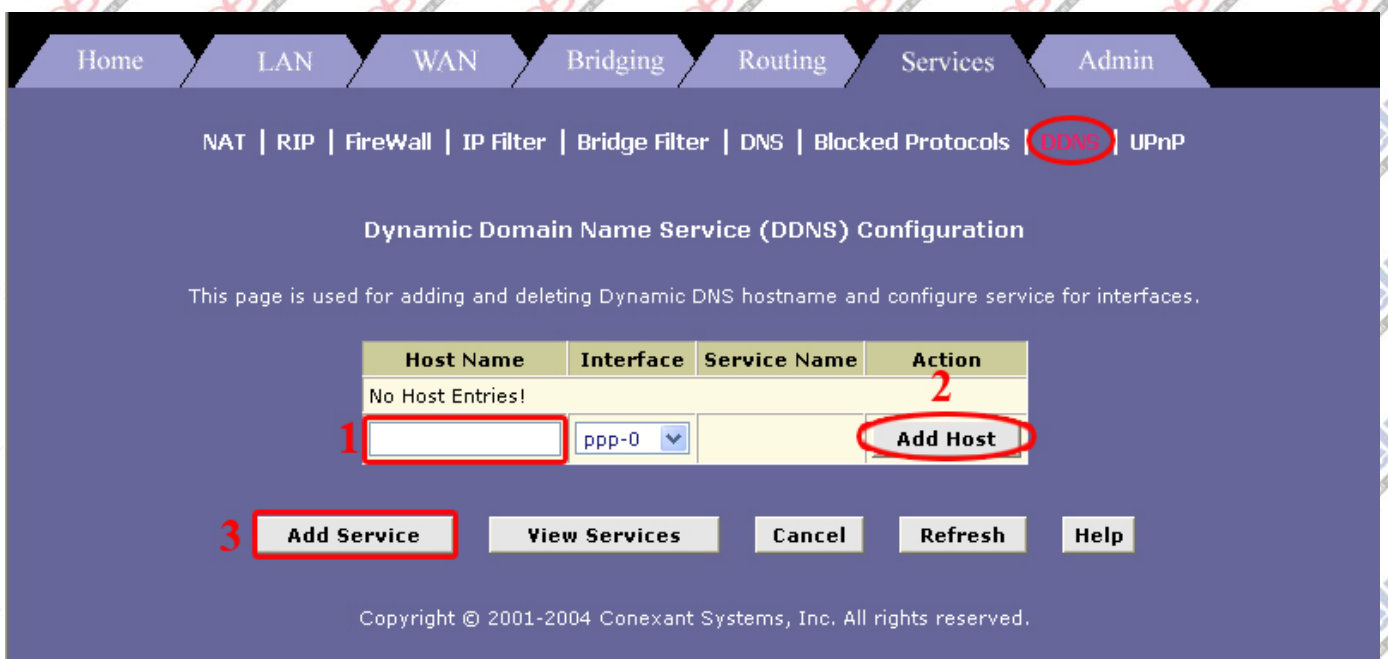 Home LAN WAN Bridging Routing Services Admin
NAT | RIP | FireWall | IP Filter | Bridge Filter | DNS | Blocked Protocols | DDNS | UPnP
Dynamic Domain Name Service (DDNS) Configuration
This page is used for adding and deleting Dynamic DNS hostname and configure service for interfaces.
Host Name Interface Service Name Action
No Host Entries! 2
1 ppp-0 Add Host
3 Add Service View Services Cancel Refresh Help
Copyright © 2001-2004 Conexant Systems, Inc. All rights reserved.